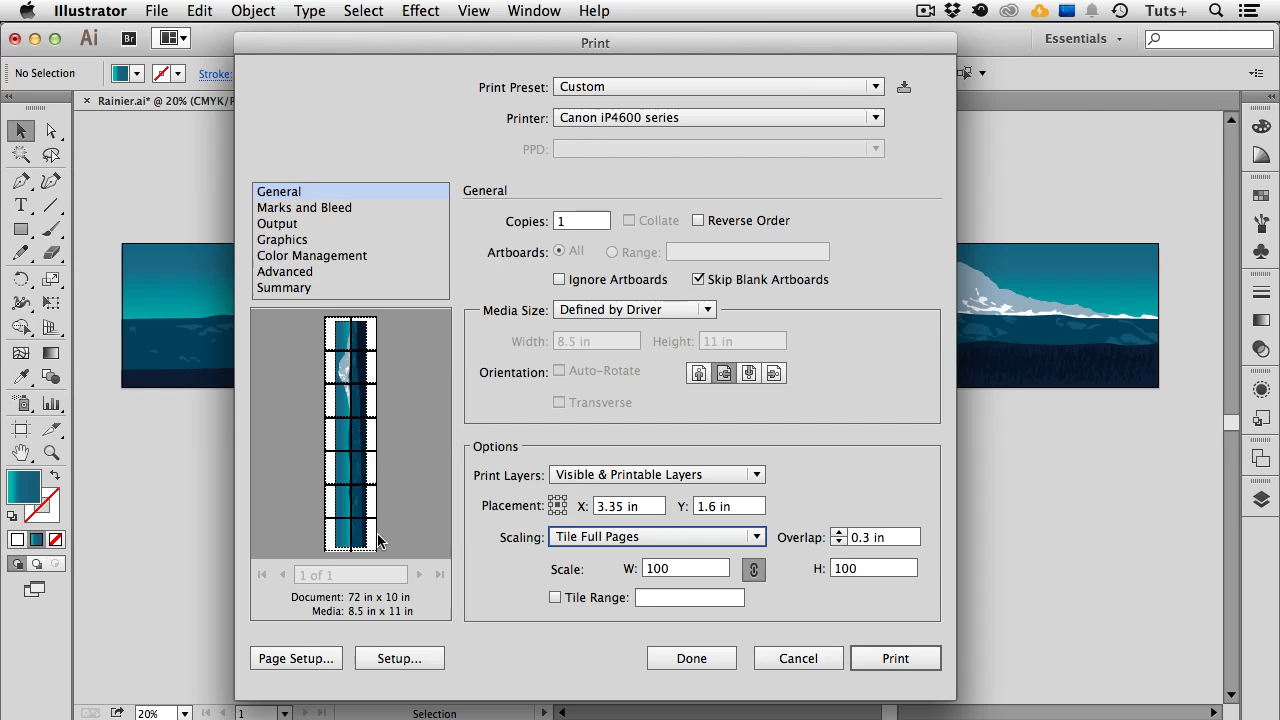 Illustrator File Edit Object Type Select Effect View Window Help Tuts+
Ai Br Essentials
Print
No Selection Stroke:
Rainier.ai* @ 20% (CMYK/P
Print Preset: Custom
Printer: Canon iP4600 series
PPD:
General
Marks and Bleed
Output
Graphics
Color Management
Advanced
Summary
General
Copies: 1 Collate Reverse Order
Artboards: All Range:
Ignore Artboards Skip Blank Artboards
Media Size: Defined by Driver
Width: 8.5 in Height: 11 in
Orientation: Auto-Rotate
Transverse
Options
Print Layers: Visible & Printable Layers
Placement: X: 3.35 in Y: 1.6 in
Scaling: Tile Full Pages Overlap: 0.3 in
Scale: W: 100 H: 100
Tile Range:
1 of 1
Document: 72 in x 10 in
Media: 8.5 in x 11 in
Page Setup... Setup... Done Cancel Print
20% 1 Selection